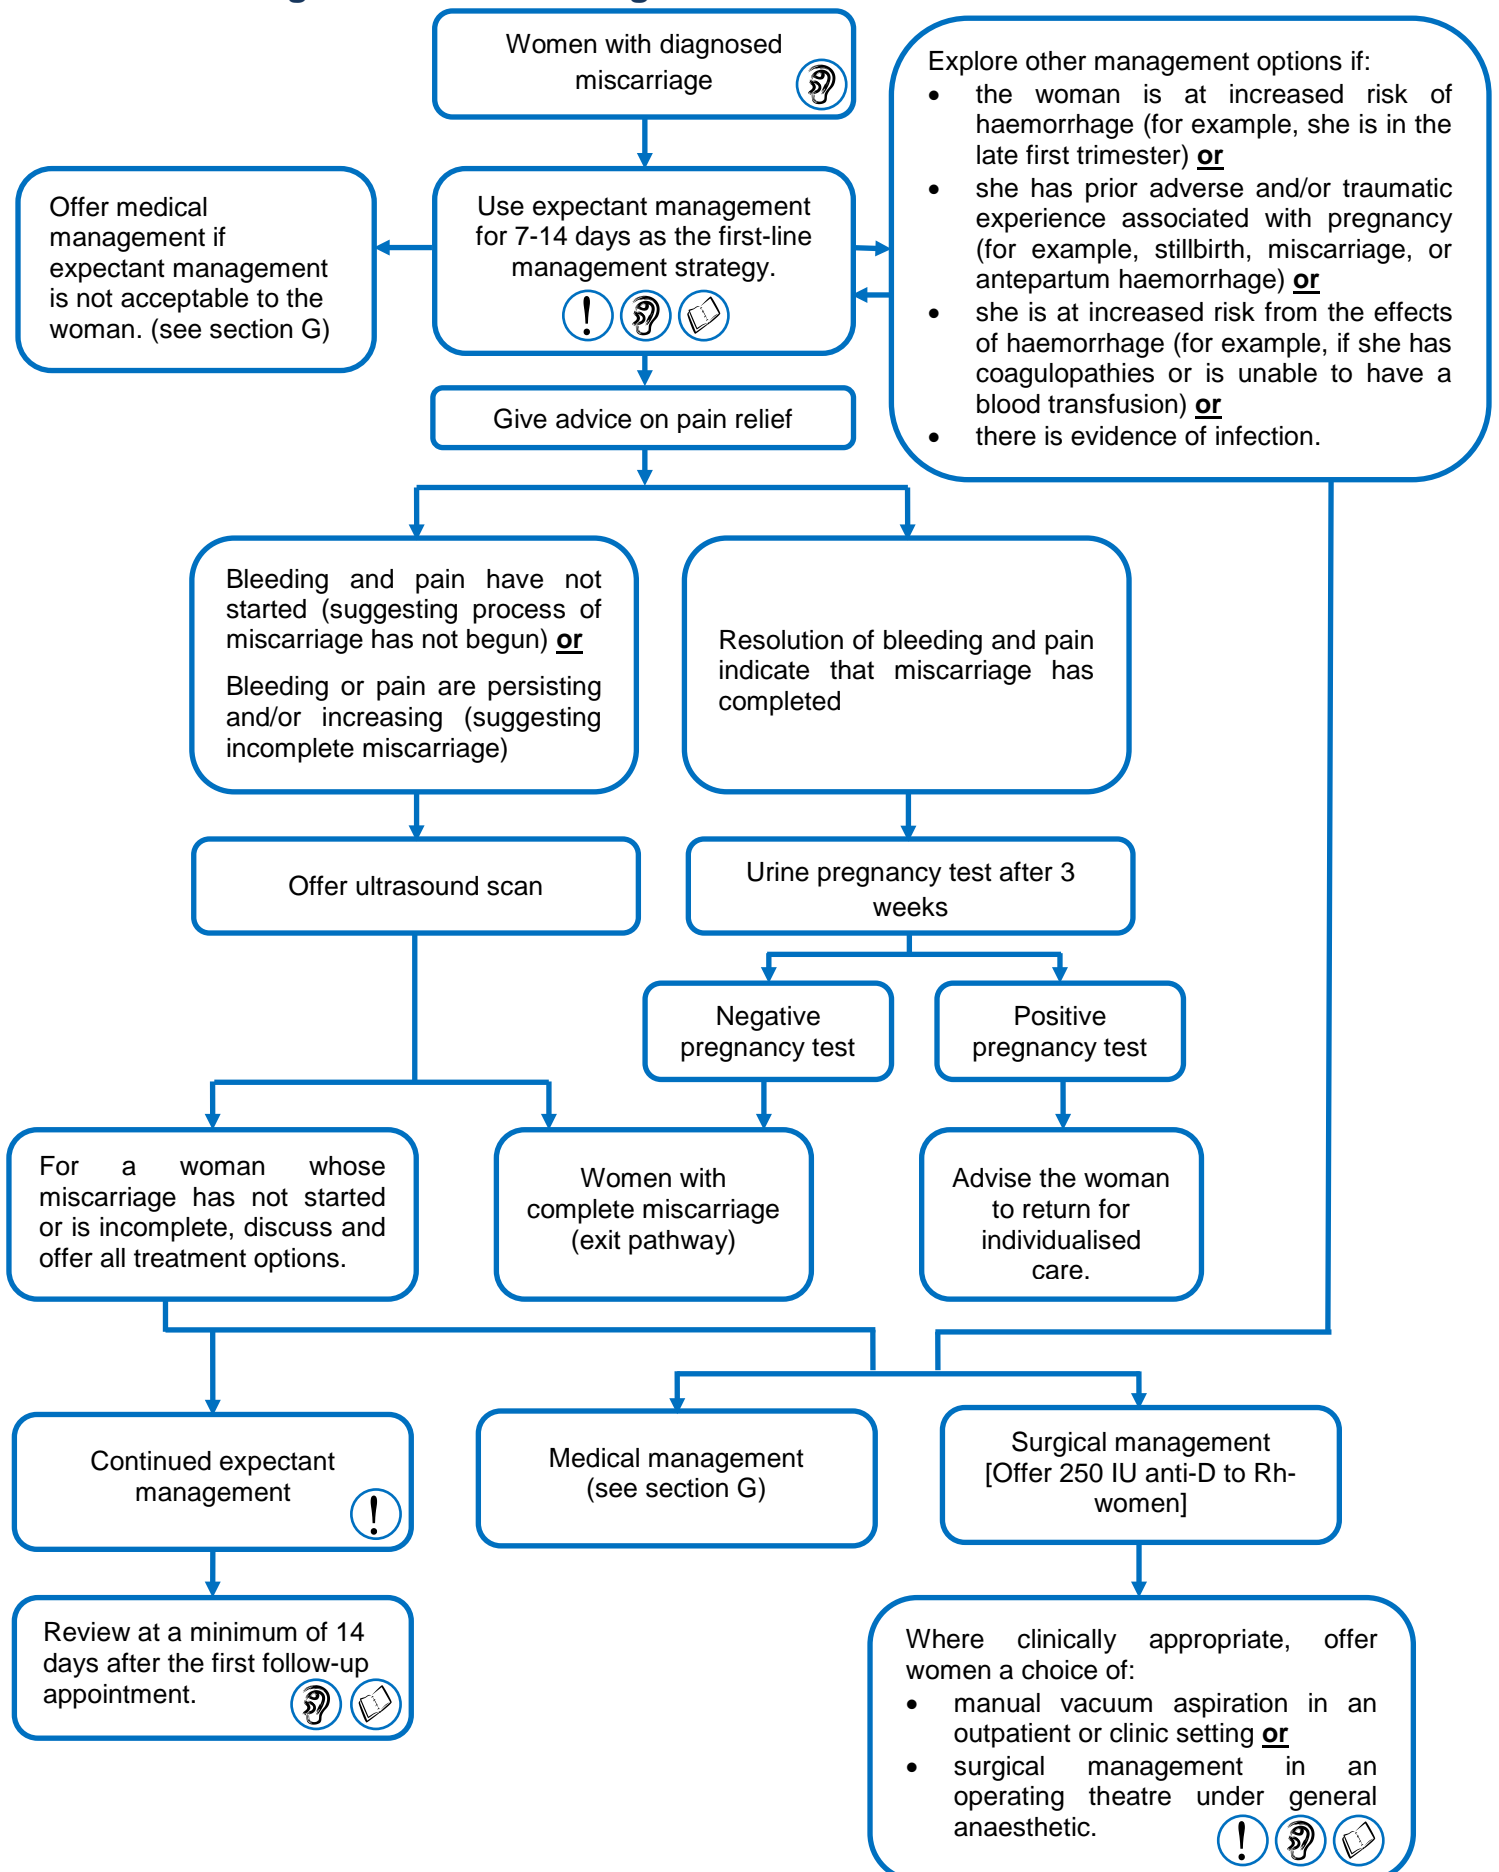 Women with diagnosed
miscarriage
Explore other management options if:
• the woman is at increased risk of
haemorrhage (for example, she is in the
late first trimester) or
• she has prior adverse and/or traumatic
experience associated with pregnancy
(for example, stillbirth, miscarriage, or
antepartum haemorrhage) or
• she is at increased risk from the effects
of haemorrhage (for example, if she has
coagulopathies or is unable to have a
blood transfusion) or
• there is evidence of infection.
Offer medical
management if
expectant management
is not acceptable to the
woman. (see section G)
Use expectant management
for 7-14 days as the first-line
management strategy.
!
Give advice on pain relief
Bleeding and pain have not
started (suggesting process of
miscarriage has not begun) or
Bleeding or pain are persisting
and/or increasing (suggesting
incomplete miscarriage)
Resolution of bleeding and pain
indicate that miscarriage has
completed
Offer ultrasound scan
Urine pregnancy test after 3
weeks
Negative
pregnancy test
Positive
pregnancy test
For a woman whose
miscarriage has not started
or is incomplete, discuss and
offer all treatment options.
Women with
complete miscarriage
(exit pathway)
Advise the woman
to return for
individualised
care.
Continued expectant
management
!
Medical management
(see section G)
Surgical management
[Offer 250 IU anti-D to Rh-
women]
Review at a minimum of 14
days after the first follow-up
appointment.
Where clinically appropriate, offer
women a choice of:
• manual vacuum aspiration in an
outpatient or clinic setting or
• surgical management in an
operating theatre under general
anaesthetic.
!